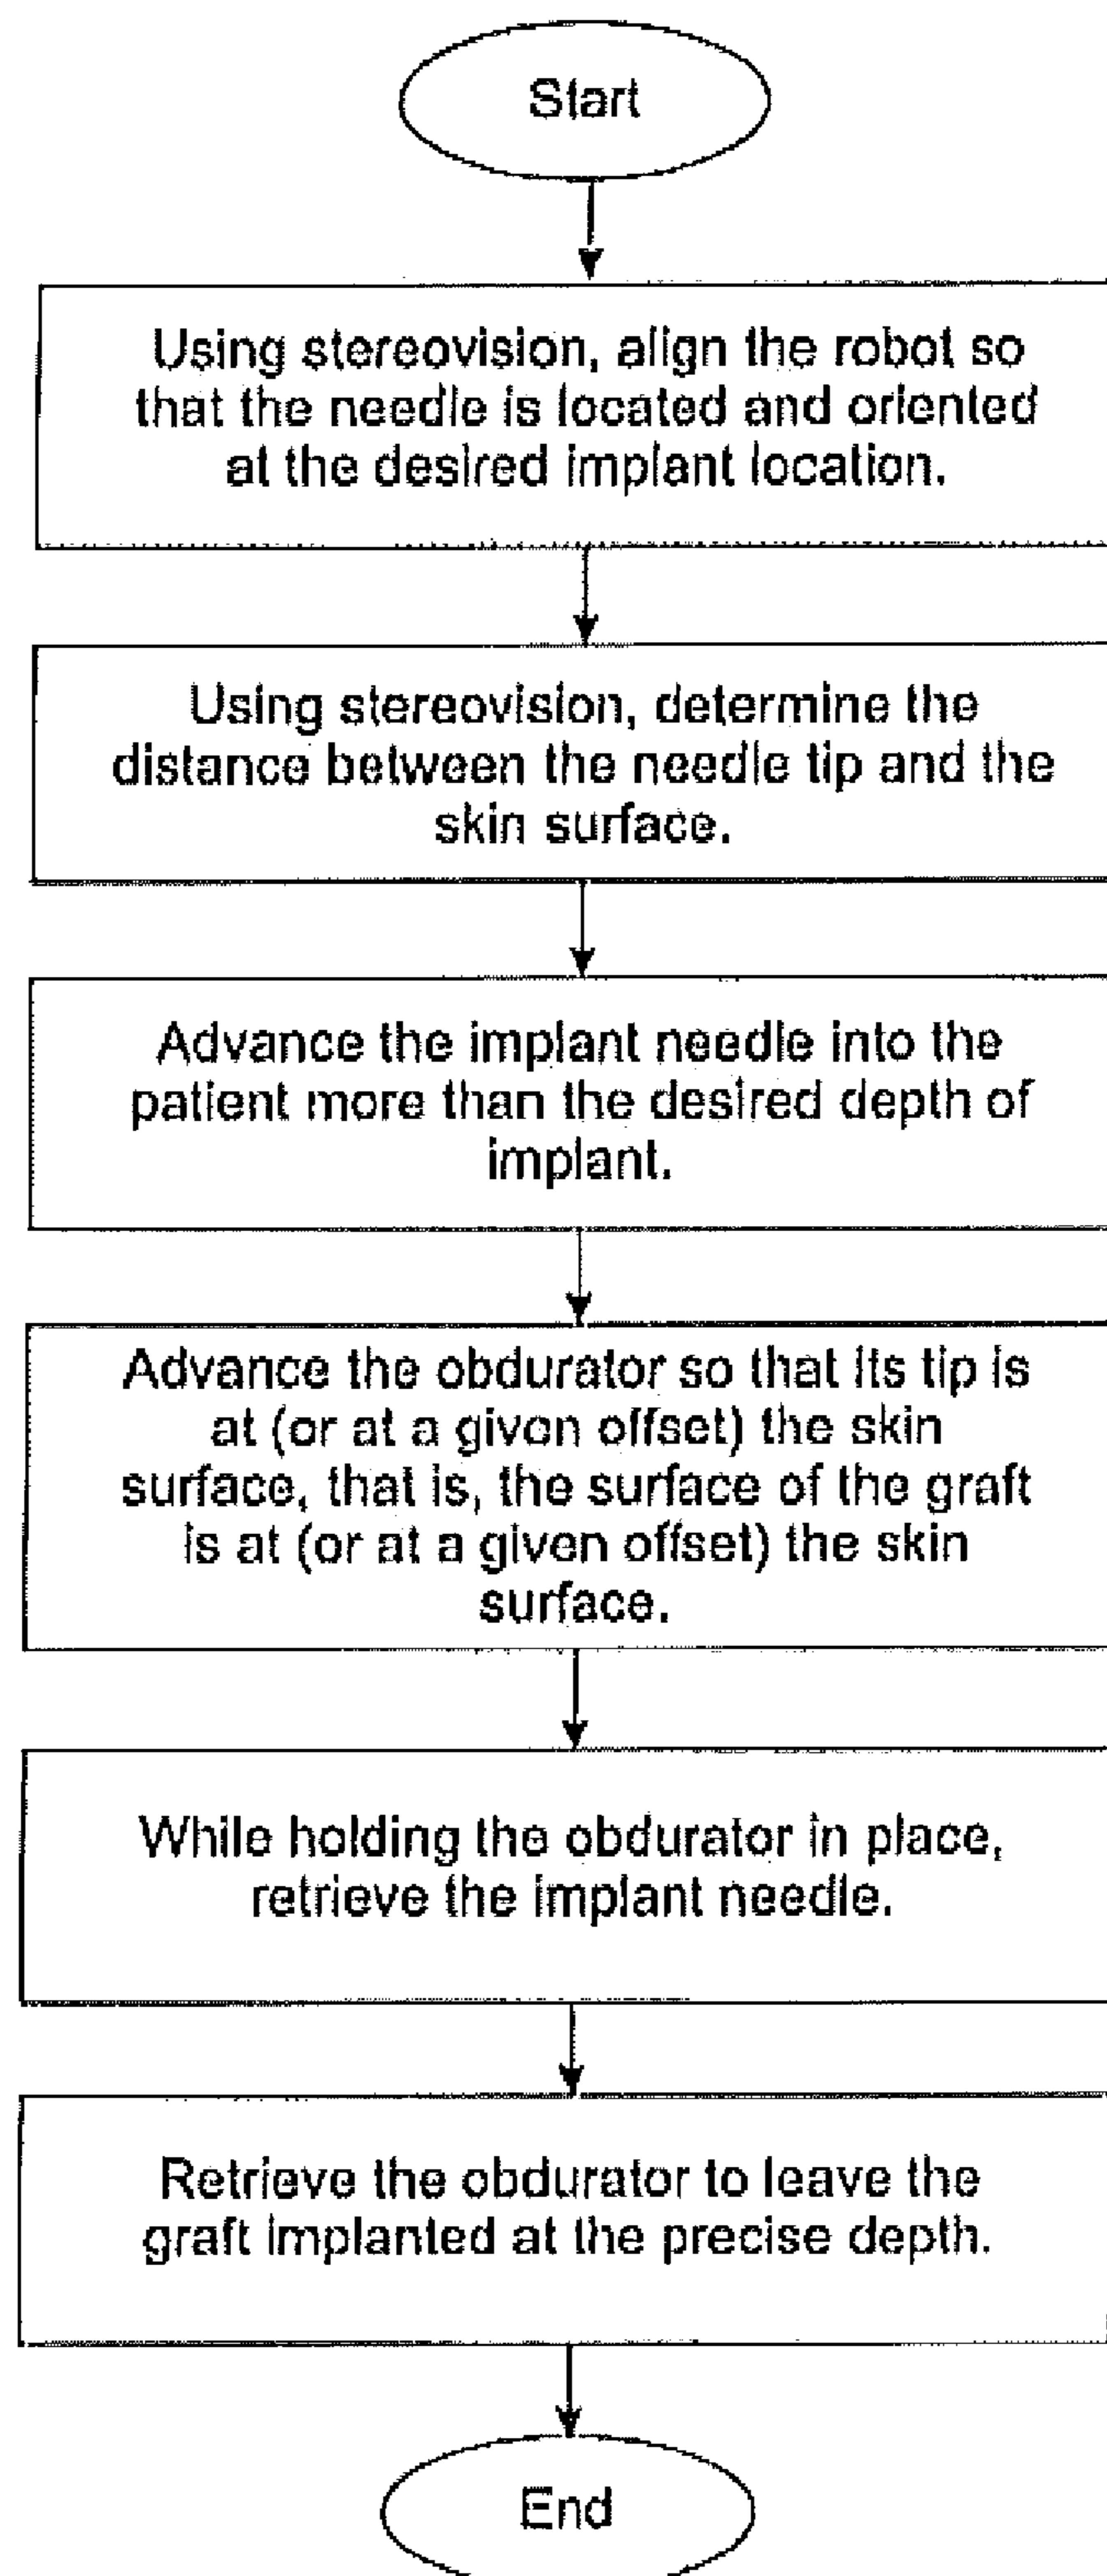 Start
Using stereovision, align the robot so
that the needle is located and oriented
at the desired implant location.
Using stereovision, determine the
distance between the needle tip and the
skin surface.
Advance the implant needle into the
patient more than the desired depth of
implant.
Advance the obdurator so that its tip is
at (or at a given offset) the skin
surface, that is, the surface of the graft
is at (or at a given offset) the skin
surface.
While holding the obdurator in place,
retrieve the implant needle.
Retrieve the obdurator to leave the
graft implanted at the precise depth.
End